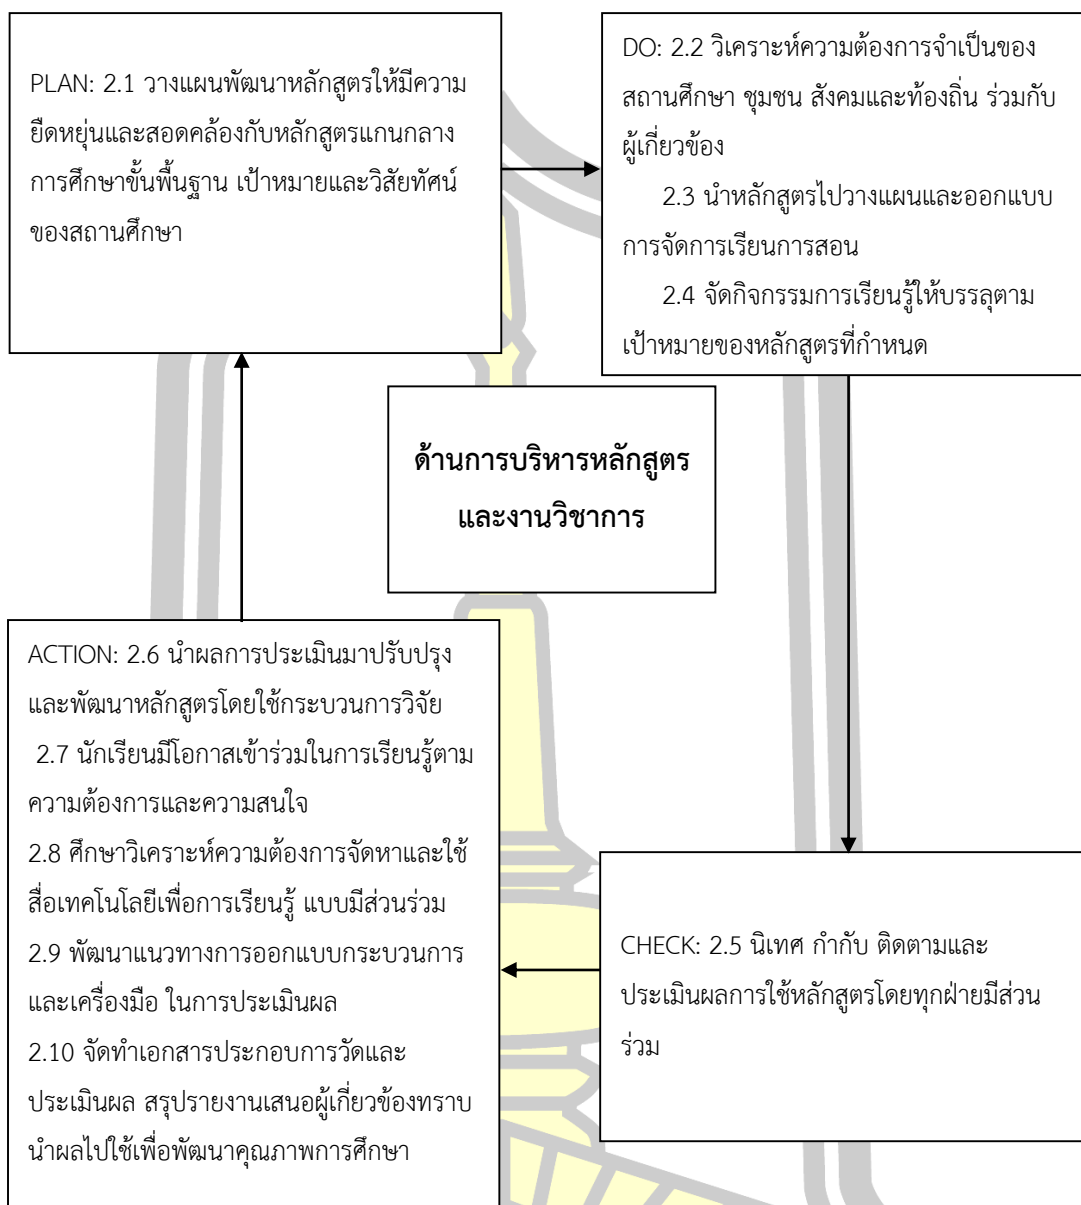 PLAN: 2.1 วางแผนพัฒนาหลักสูตรให้มีความ
ยืดหยุ่นและสอดคล้องกับหลักสูตรแกนกลาง
การศึกษาขั้นพื้นฐาน เป้าหมายและวิสัยทัศน์
ของสถานศึกษา
DO: 2.2 วิเคราะห์ความต้องการจำเป็นของ
สถานศึกษา ชุมชน สังคมและท้องถิ่น ร่วมกับ
ผู้เกี่ยวข้อง
2.3 นำหลักสูตรไปวางแผนและออกแบบ
การจัดการเรียนการสอน
2.4 จัดกิจกรรมการเรียนรู้ให้บรรลุตาม
เป้าหมายของหลักสูตรที่กำหนด
ด้านการบริหารหลักสูตร
และงานวิชาการ
ACTION: 2.6 นำผลการประเมินมาปรับปรุง
และพัฒนาหลักสูตรโดยใช้กระบวนการวิจัย
2.7 นักเรียนมีโอกาสเข้าร่วมในการเรียนรู้ตาม
ความต้องการและความสนใจ
2.8 ศึกษาวิเคราะห์ความต้องการจัดหาและใช้
สื่อเทคโนโลยีเพื่อการเรียนรู้ แบบมีส่วนร่วม
2.9 พัฒนาแนวทางการออกแบบกระบวนการ
และเครื่องมือ ในการประเมินผล
2.10 จัดทำเอกสารประกอบการวัดและ
ประเมินผล สรุปรายงานเสนอผู้เกี่ยวข้องทราบ
นำผลไปใช้เพื่อพัฒนาคุณภาพการศึกษา
CHECK: 2.5 นิเทศ กำกับ ติดตามและ
ประเมินผลการใช้หลักสูตรโดยทุกฝ่ายมีส่วน
ร่วม